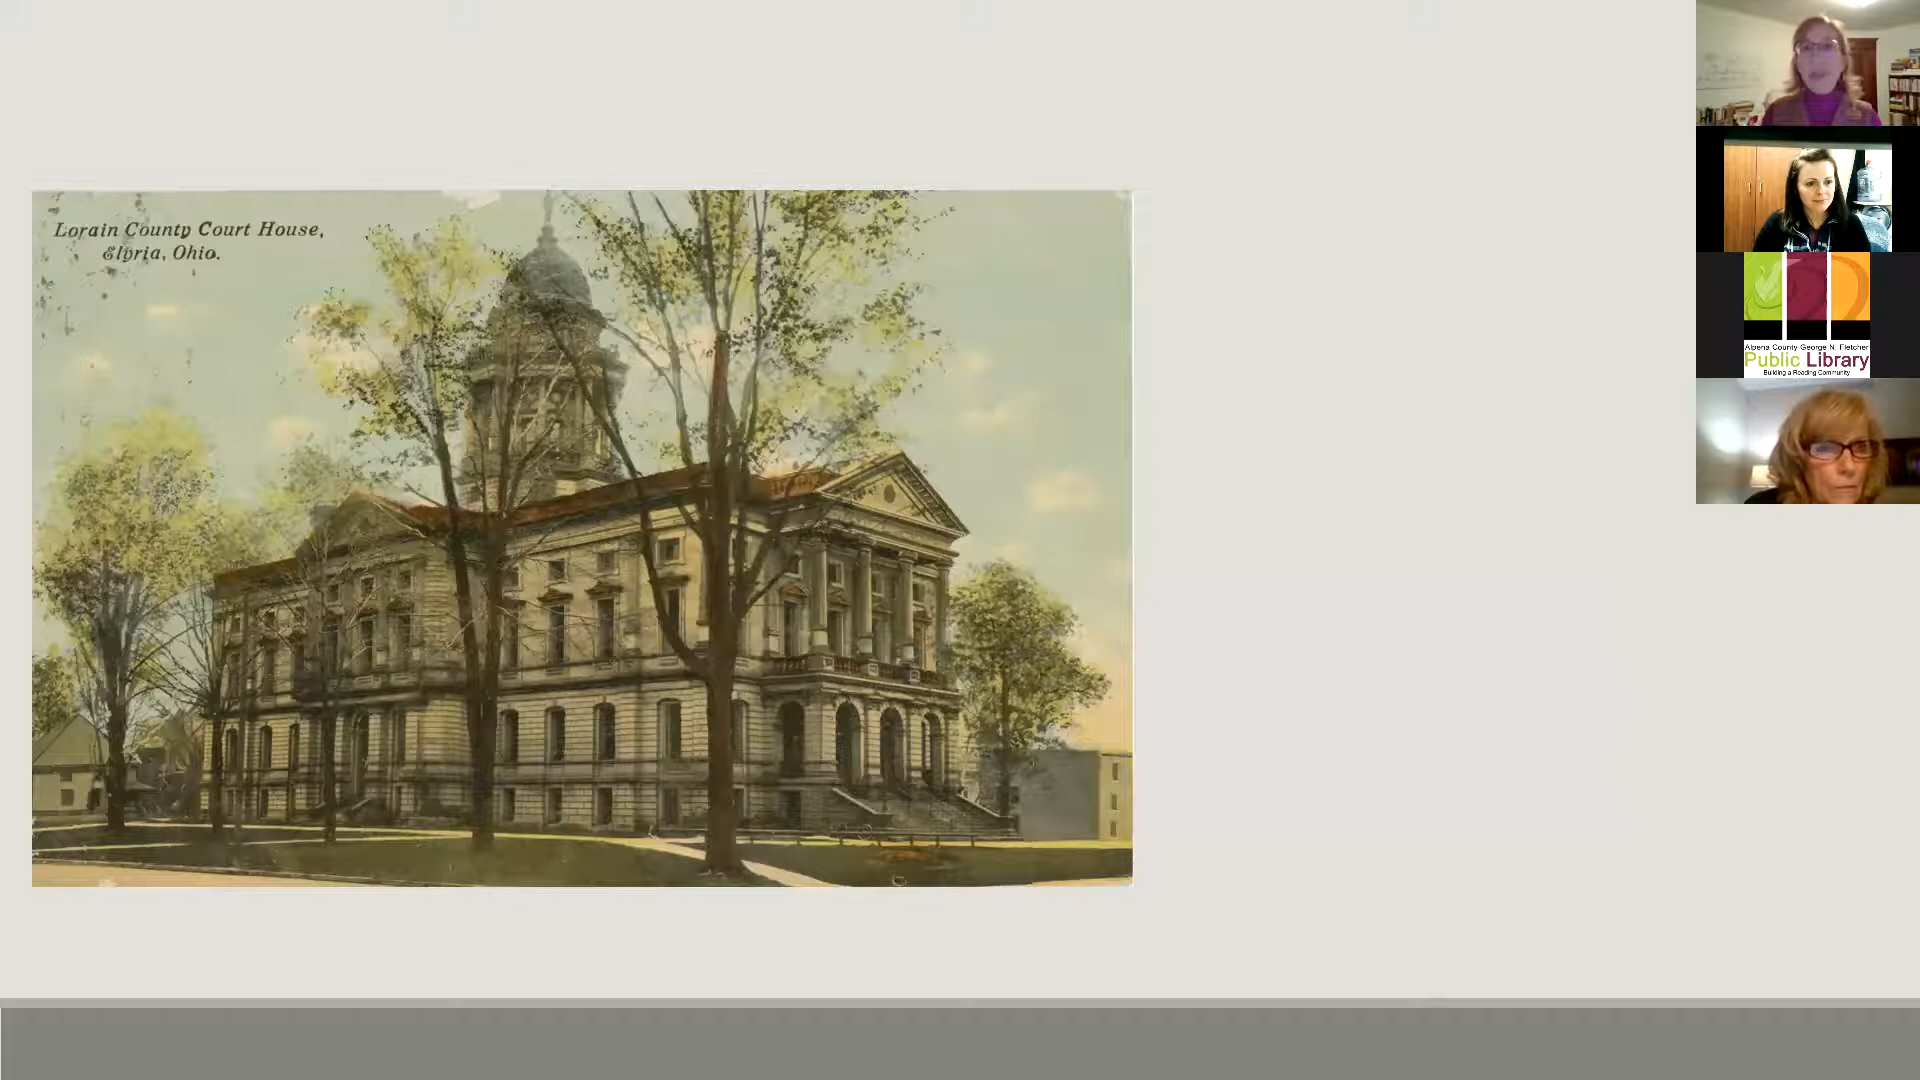 Lorain County Court House,
Elyria, Ohio.
Alpena County George N. Fletcher
Public Library
Building a Reading Community